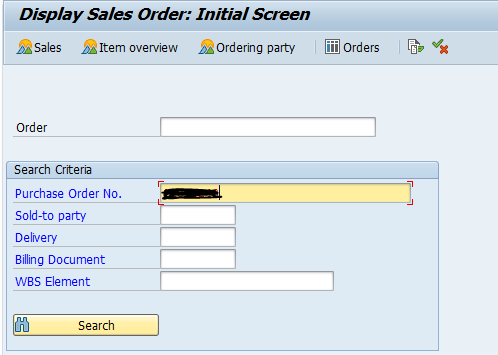 Display Sales Order: Initial Screen
Sales Item overview Ordering party Orders
Order
Search Criteria
Purchase Order No.
Sold-to party
Delivery
Billing Document
WBS Element
Search